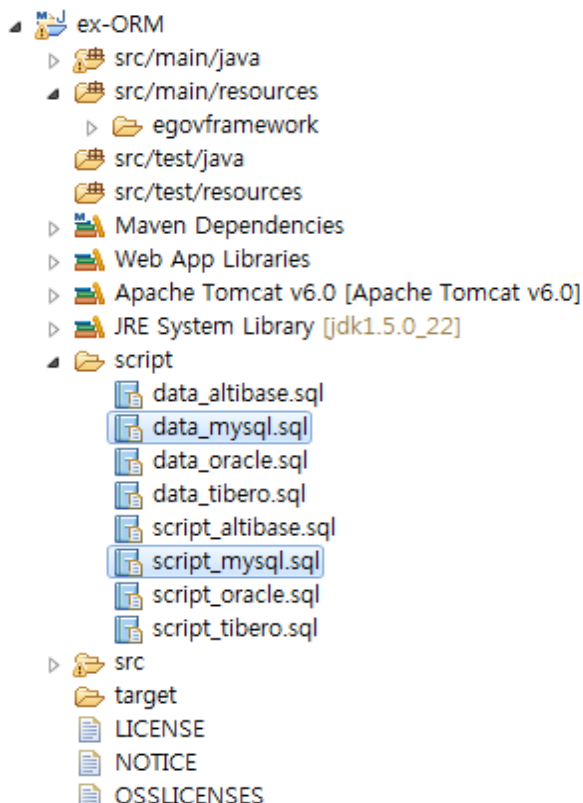 ex-ORM
src/main/java
src/main/resources
egovframework
src/test/java
src/test/resources
Maven Dependencies
Web App Libraries
Apache Tomcat v6.0 [Apache Tomcat v6.0]
JRE System Library [jdk1.5.0_22]
script
data_altibase.sql
data_mysql.sql
data_oracle.sql
data_tibero.sql
script_altibase.sql
script_mysql.sql
script_oracle.sql
script_tibero.sql
src
target
LICENSE
NOTICE
OSSLICENSES